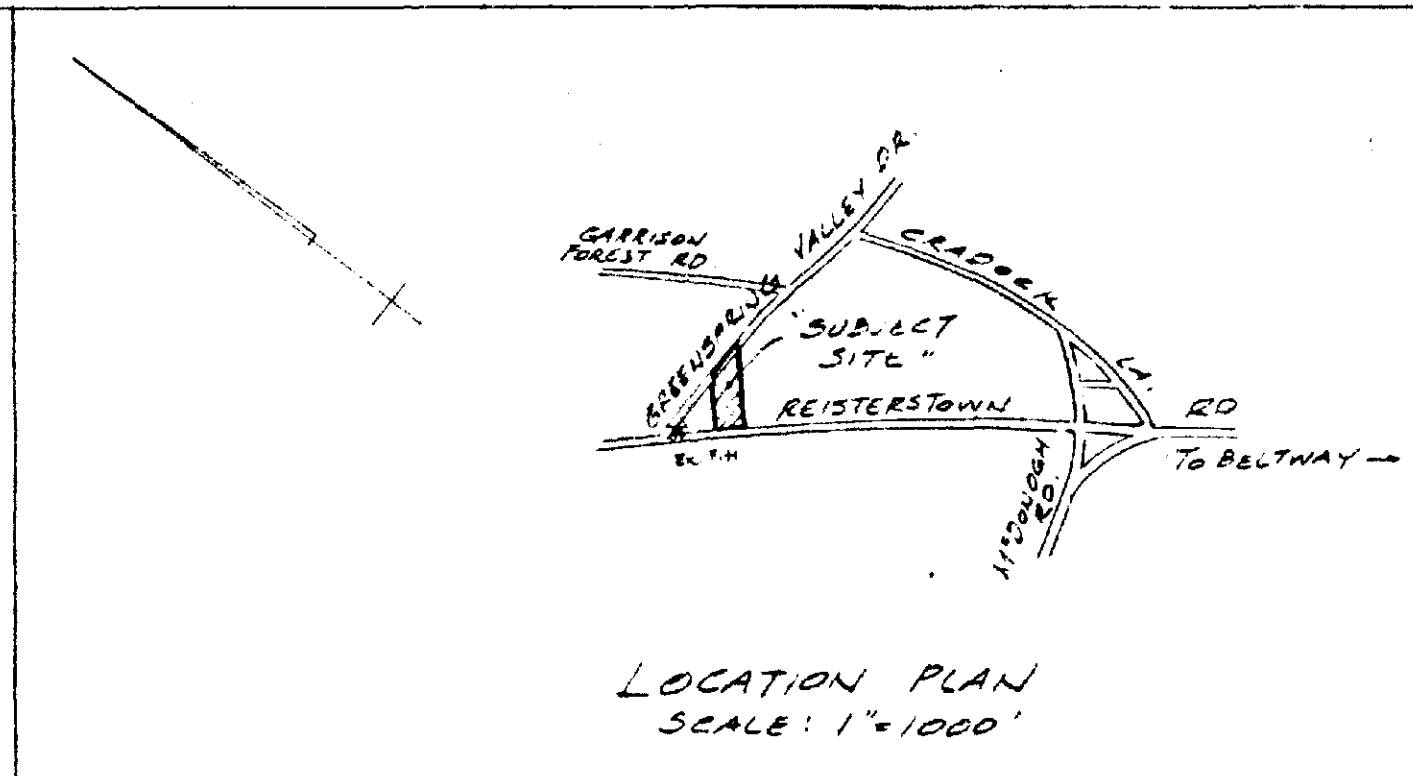 GREENSPRING VALLEY DR.
GARRISON
FOREST RD
CRADOCK LA.
"SUBJECT
SITE"
REISTERSTOWN RD
Ex. F.H
TO BELTWAY
McDONOGH
RD.
LOCATION PLAN
SCALE: 1"=1000'